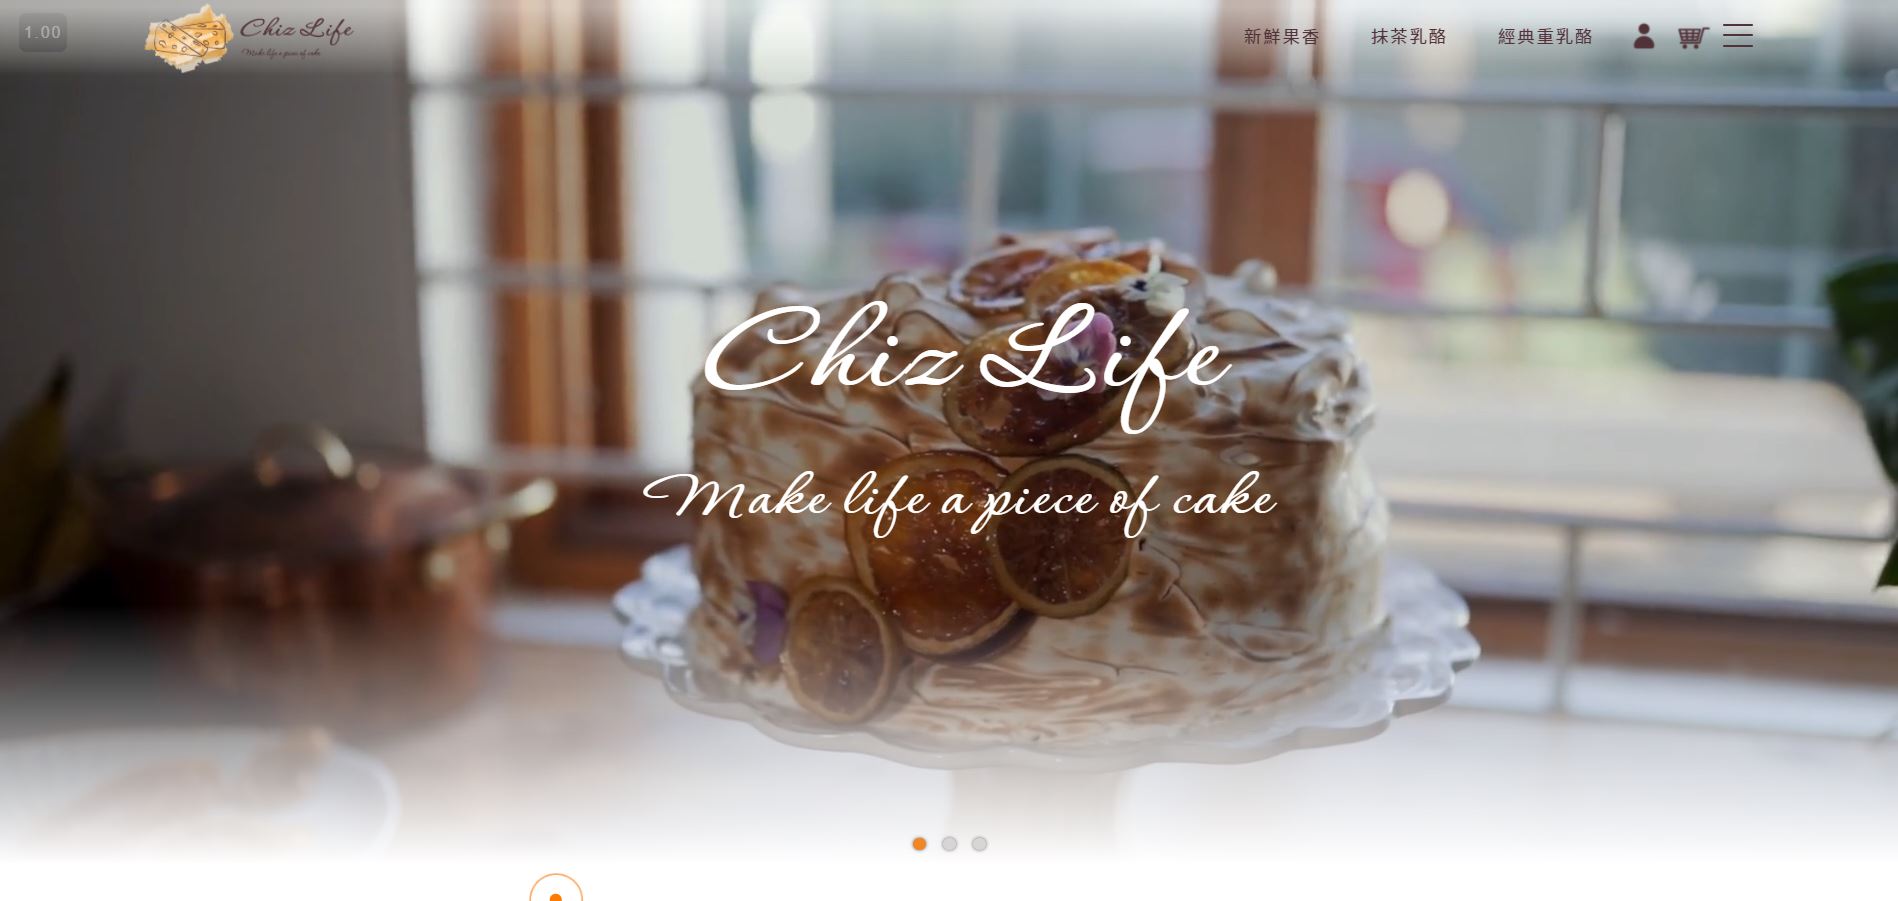 1.00
Chiz Life
Make life a piece of cake
新鮮果香
抹茶乳酪
經典重乳酪
Chiz Life
Make life a piece of cake